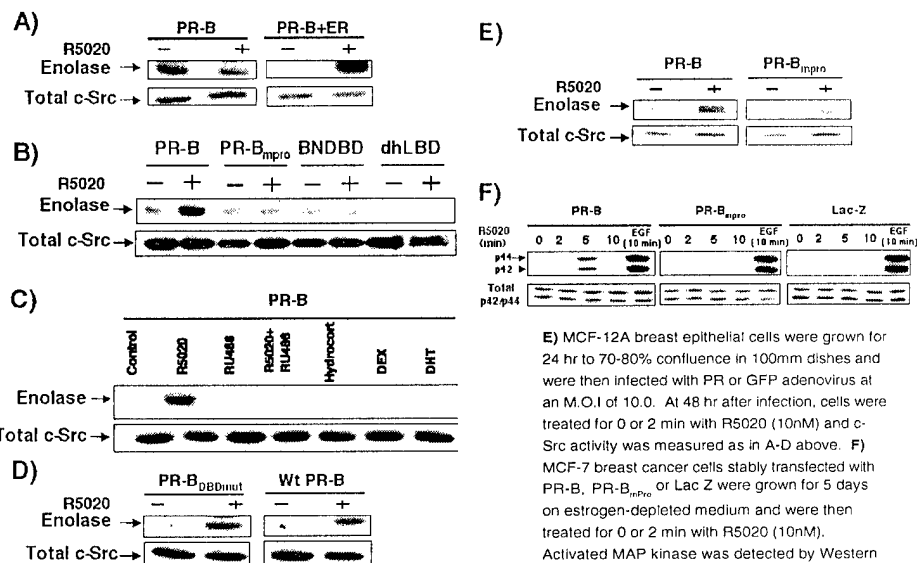 A)
PR-B PR-B+ER
R5020 − + − +
Enolase
Total c-Src
B)
PR-B PR-Bmpro BNDBD dhLBD
R5020 − + − + − + − +
Enolase
Total c-Src
C)
PR-B
Control R5020 RU486 R5020+ RU486 Hydrocort DEX DHT
Enolase
Total c-Src
D)
PR-BDBDmut Wt PR-B
R5020 − + − +
Enolase
Total c-Src
E)
PR-B PR-Bmpro
R5020 − + − +
Enolase
Total c-Src
F)
PR-B PR-Bmpro Lac-Z
R5020 (min) 0 2 5 10 EGF (10 min) 0 2 5 10 EGF (10 min) 0 2 5 10 EGF (10 min)
p44
p42
Total p42/p44
E) MCF-12A breast epithelial cells were grown for
24 hr to 70-80% confluence in 100mm dishes and
were then infected with PR or GFP adenovirus at
an M.O.I of 10.0. At 48 hr after infection, cells were
treated for 0 or 2 min with R5020 (10nM) and c-
Src activity was measured as in A-D above. F)
MCF-7 breast cancer cells stably transfected with
PR-B, PR-BmPro or Lac Z were grown for 5 days
on estrogen-depleted medium and were then
treated for 0 or 2 min with R5020 (10nM).
Activated MAP kinase was detected by Western